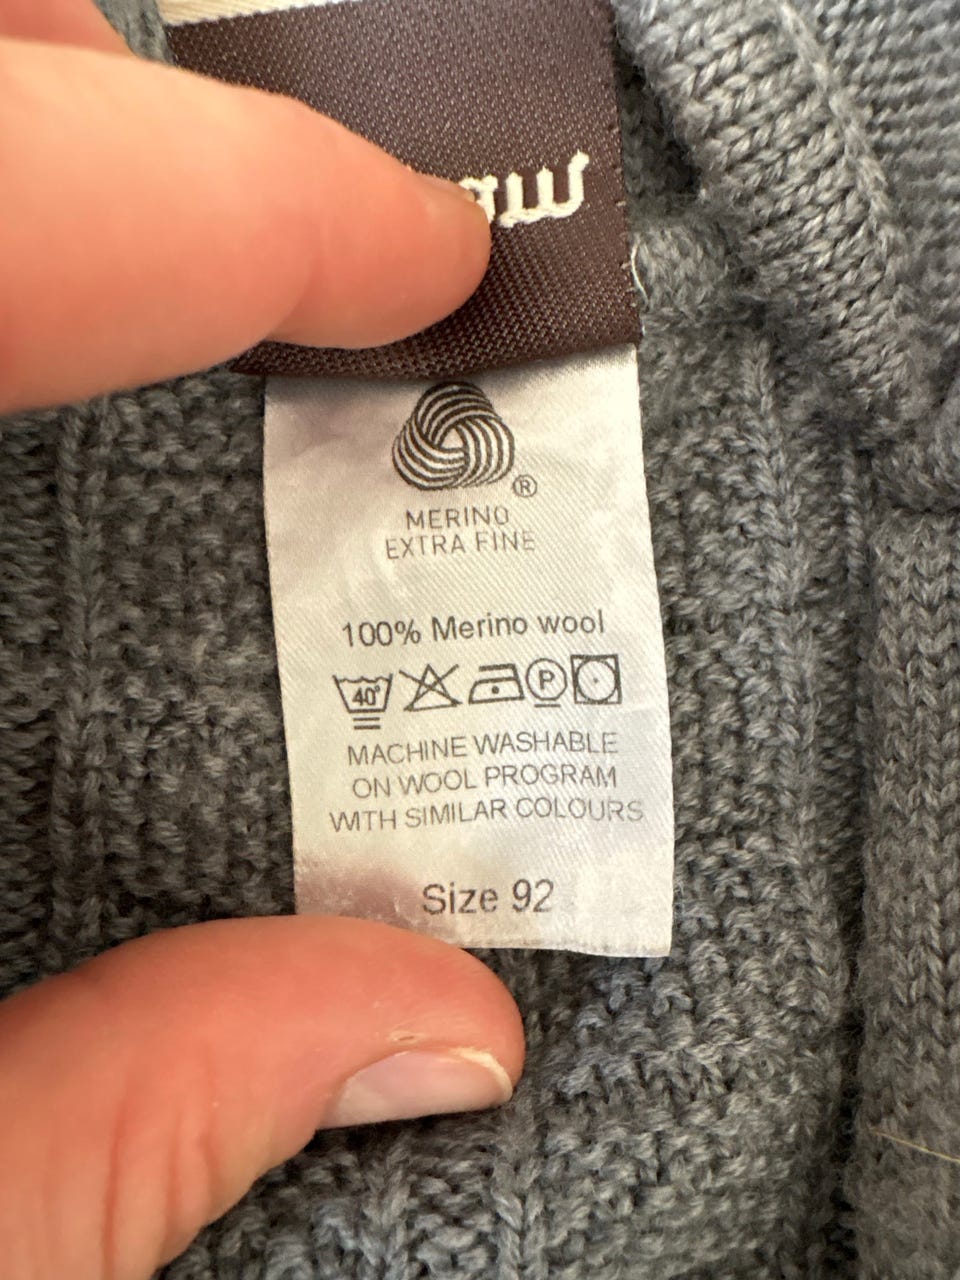 ®
MERINO
EXTRA FINE
100% Merino wool
40° P
MACHINE WASHABLE
ON WOOL PROGRAM
WITH SIMILAR COLOURS
Size 92